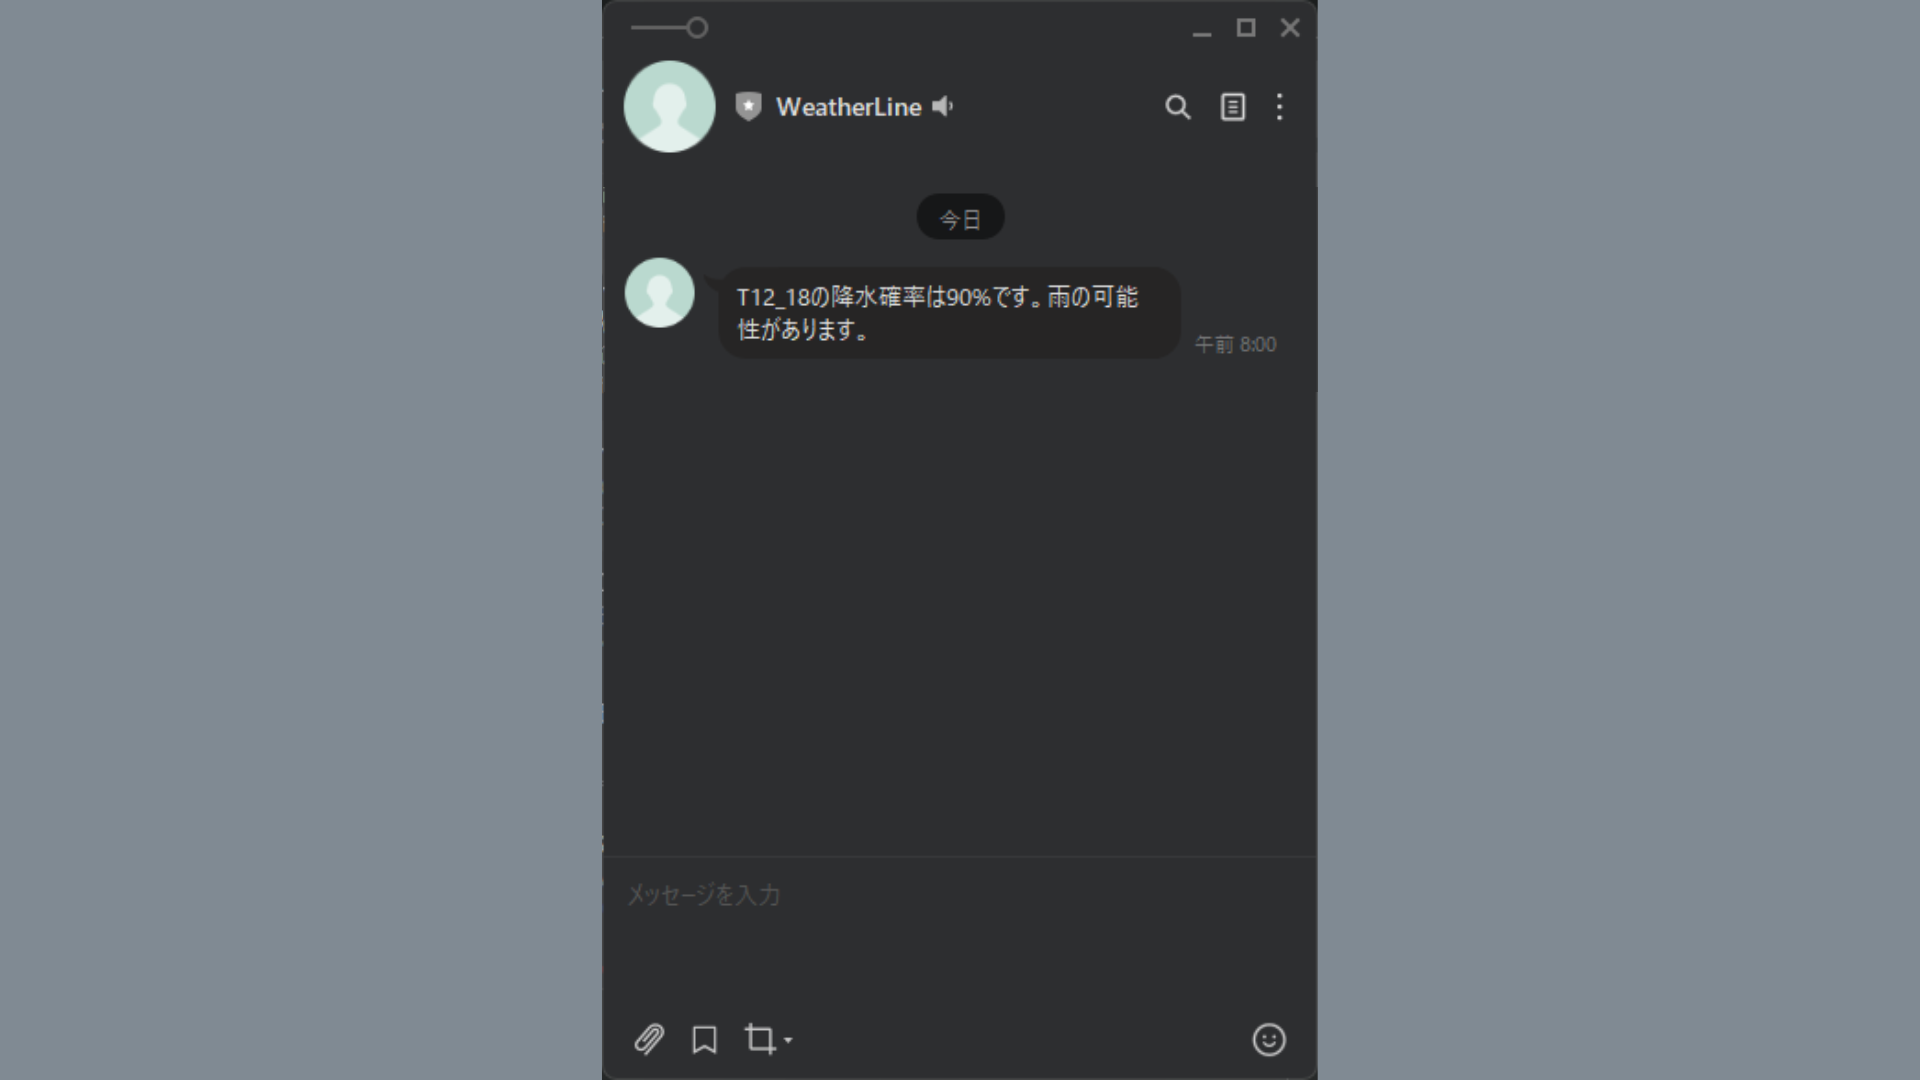 WeatherLine
今日
T12_18の降水確率は90%です。雨の可能
性があります。
午前 8:00
メッセージを入力